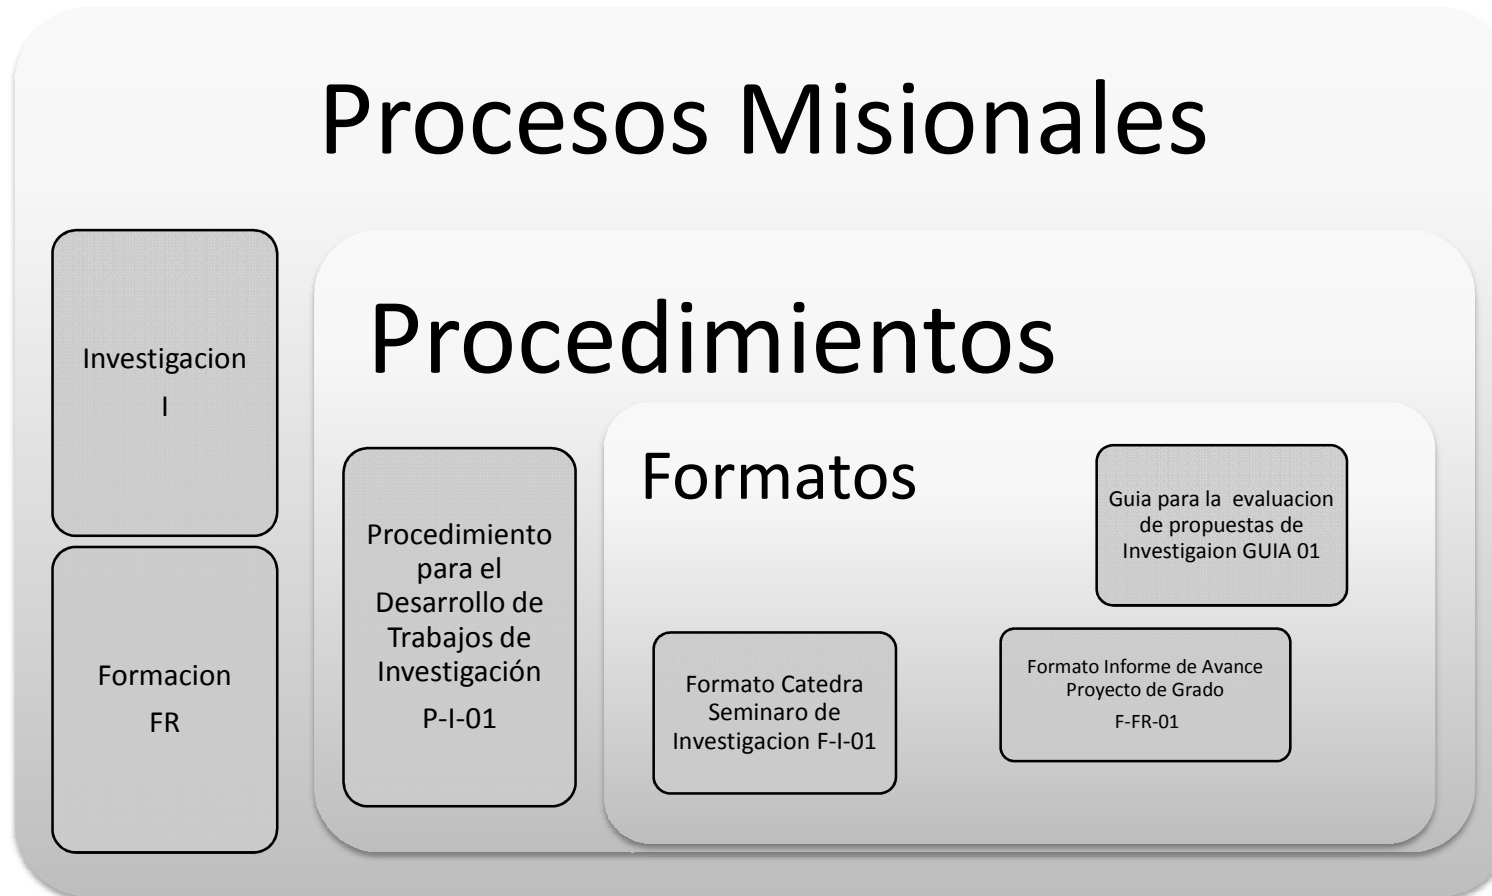 Procesos Misionales
Investigacion
I
Formacion
FR
Procedimientos
Procedimiento
para el
Desarrollo de
Trabajos de
Investigación
P-I-01
Formatos
Guia para la  evaluacion
de propuestas de
Investigaion GUIA 01
Formato Catedra
Seminaro de
Investigacion F-I-01
Formato Informe de Avance
Proyecto de Grado
F-FR-01